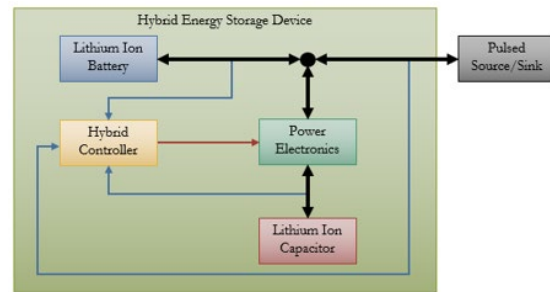 Hybrid Energy Storage Device
Lithium Ion
Battery
Pulsed
Source/Sink
Hybrid
Controller
Power
Electronics
Lithium Ion
Capacitor